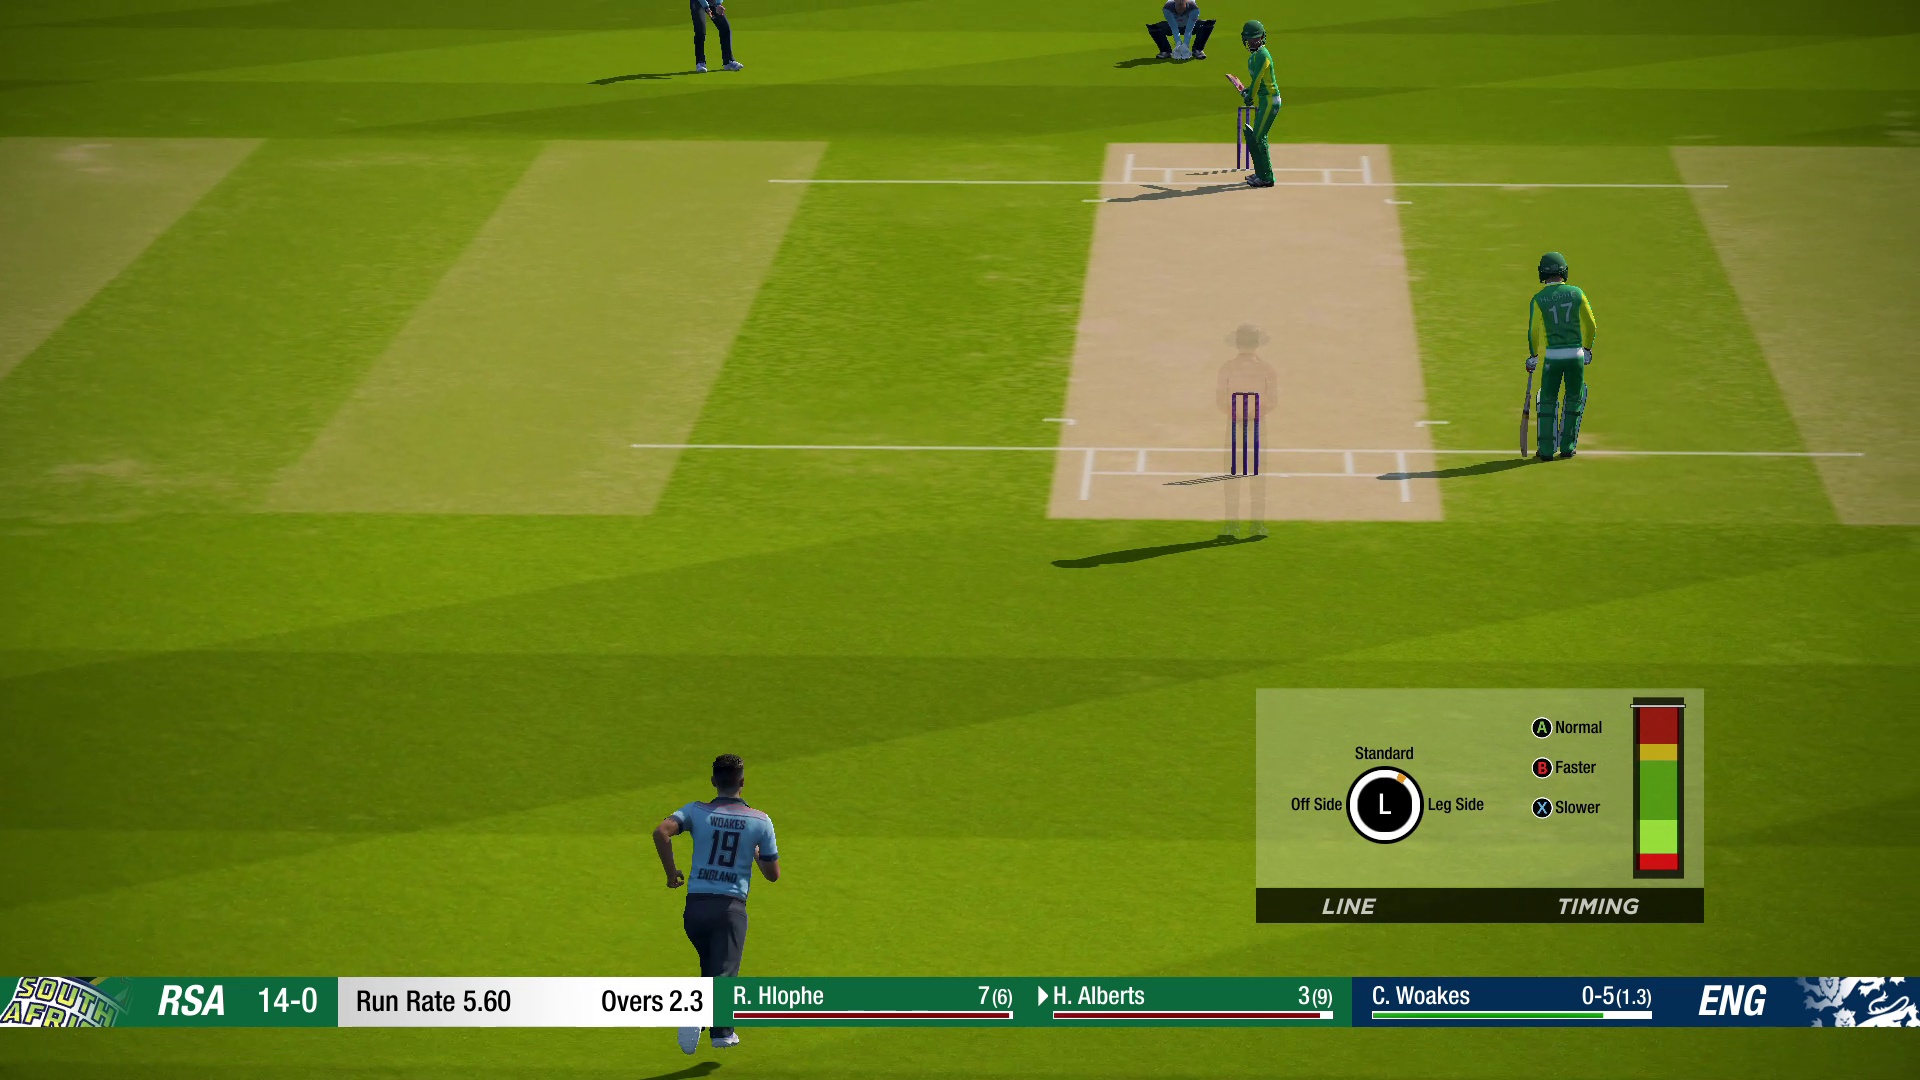 17
Standard
Off Side
L
Leg Side
A Normal
B Faster
X Slower
LINE
TIMING
WOAKES
19
ENGLAND
SOUTH
AFRICA
RSA 14-0
Run Rate 5.60
Overs 2.3
R. Hlophe 7 (6)
H. Alberts 3 (9)
C. Woakes 0-5 (1.3)
ENG